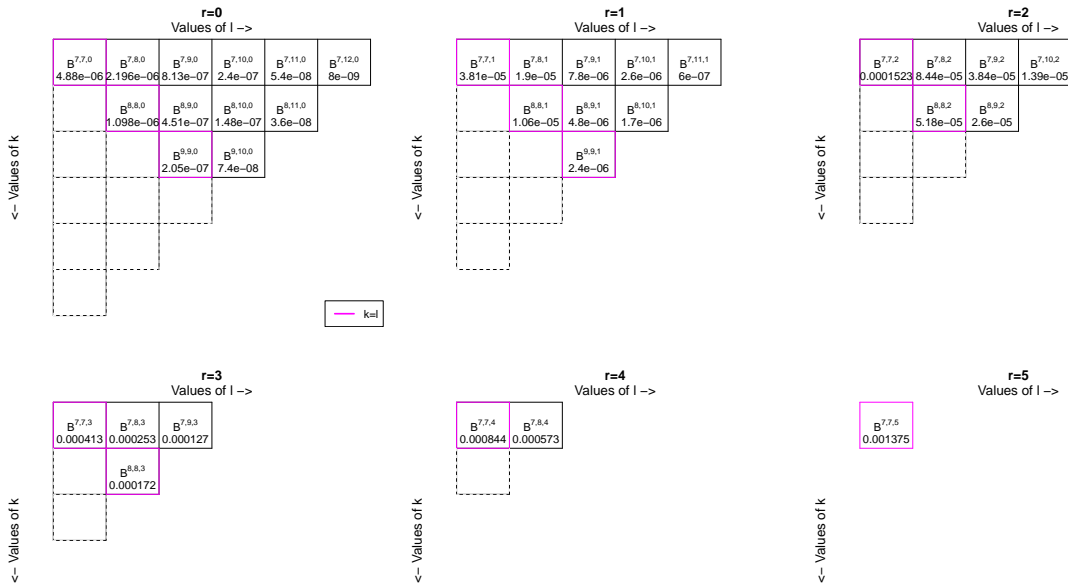 r=0
Values of l −>
<− Values of k
B^7,7,0 B^7,8,0 B^7,9,0 B^7,10,0 B^7,11,0 B^7,12,0
4.88e−06 2.196e−06 8.13e−07 2.4e−07 5.4e−08 8e−09
B^8,8,0 B^8,9,0 B^8,10,0 B^8,11,0
1.098e−06 4.51e−07 1.48e−07 3.6e−08
B^9,9,0 B^9,10,0
2.05e−07 7.4e−08
k=l
r=1
Values of l −>
<− Values of k
B^7,7,1 B^7,8,1 B^7,9,1 B^7,10,1 B^7,11,1
3.81e−05 1.9e−05 7.8e−06 2.6e−06 6e−07
B^8,8,1 B^8,9,1 B^8,10,1
1.06e−05 4.8e−06 1.7e−06
B^9,9,1
2.4e−06
r=2
Values of l −>
<− Values of k
B^7,7,2 B^7,8,2 B^7,9,2 B^7,10,2
0.0001523 8.44e−05 3.84e−05 1.39e−05
B^8,8,2 B^8,9,2
5.18e−05 2.6e−05
r=3
Values of l −>
<− Values of k
B^7,7,3 B^7,8,3 B^7,9,3
0.000413 0.000253 0.000127
B^8,8,3
0.000172
r=4
Values of l −>
<− Values of k
B^7,7,4 B^7,8,4
0.000844 0.000573
r=5
Values of l −>
<− Values of k
B^7,7,5
0.001375